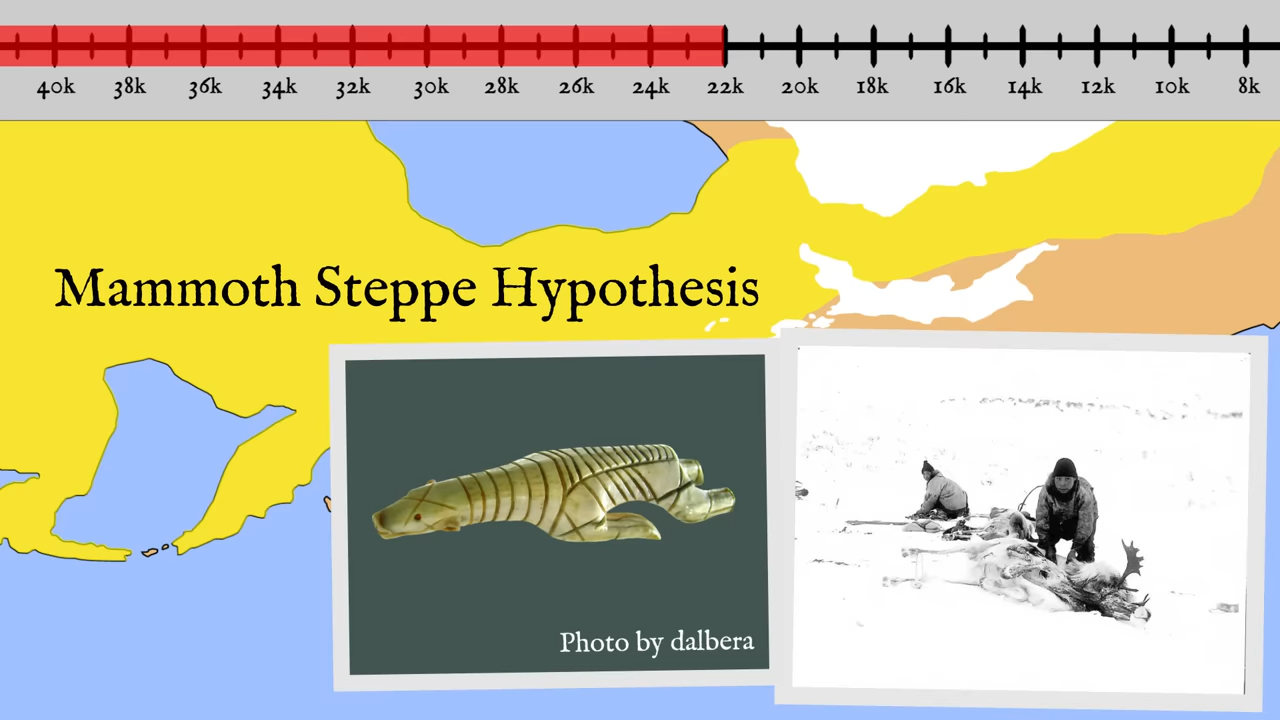 40k 38k 36k 34k 32k 30k 28k 26k 24k 22k 20k 18k 16k 14k 12k 10k 8k
Mammoth Steppe Hypothesis
Photo by dalbera